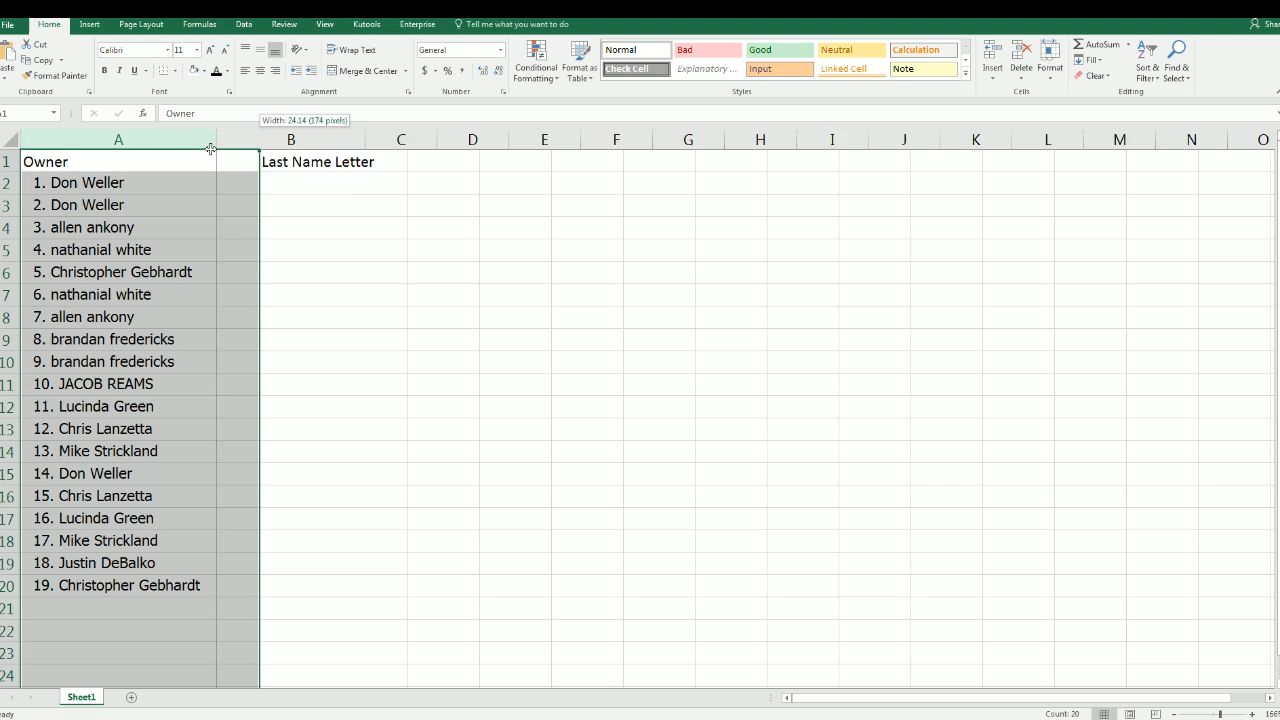 File Home Insert Page Layout Formulas Data Review View Kutools Enterprise Tell me what you want to do
Cut Calibri 11 Wrap Text General Normal Bad Good Neutral Calculation AutoSum
Copy Fill
Format Painter Merge & Center Conditional Formatting Format as Table Check Cell Explanatory ... Input Linked Cell Note Insert Delete Format Clear Sort & Filter Find & Select
Clipboard Font Alignment Number Styles Cells Editing
Owner Width: 24.14 (174 pixels)
A B C D E F G H I J K L M N O
1 Owner Last Name Letter
2 1. Don Weller
3 2. Don Weller
4 3. allen ankony
5 4. nathanial white
6 5. Christopher Gebhardt
7 6. nathanial white
8 7. allen ankony
9 8. brandan fredericks
10 9. brandan fredericks
11 10. JACOB REAMS
12 11. Lucinda Green
13 12. Chris Lanzetta
14 13. Mike Strickland
15 14. Don Weller
16 15. Chris Lanzetta
17 16. Lucinda Green
18 17. Mike Strickland
19 18. Justin DeBalko
20 19. Christopher Gebhardt
21
22
23
24
Sheet1
Count: 20